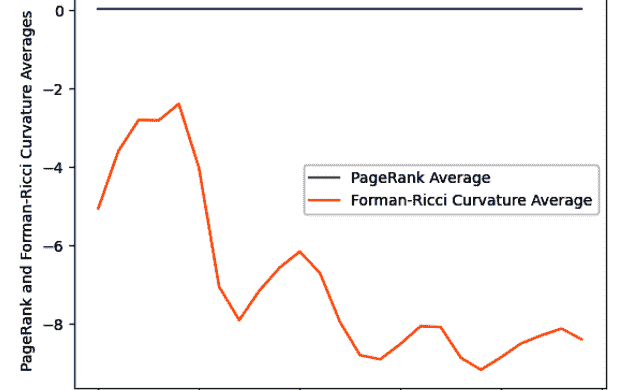 PageRank and Forman-Ricci Curvature Averages
0
−2
−4
−6
−8
PageRank Average
Forman-Ricci Curvature Average